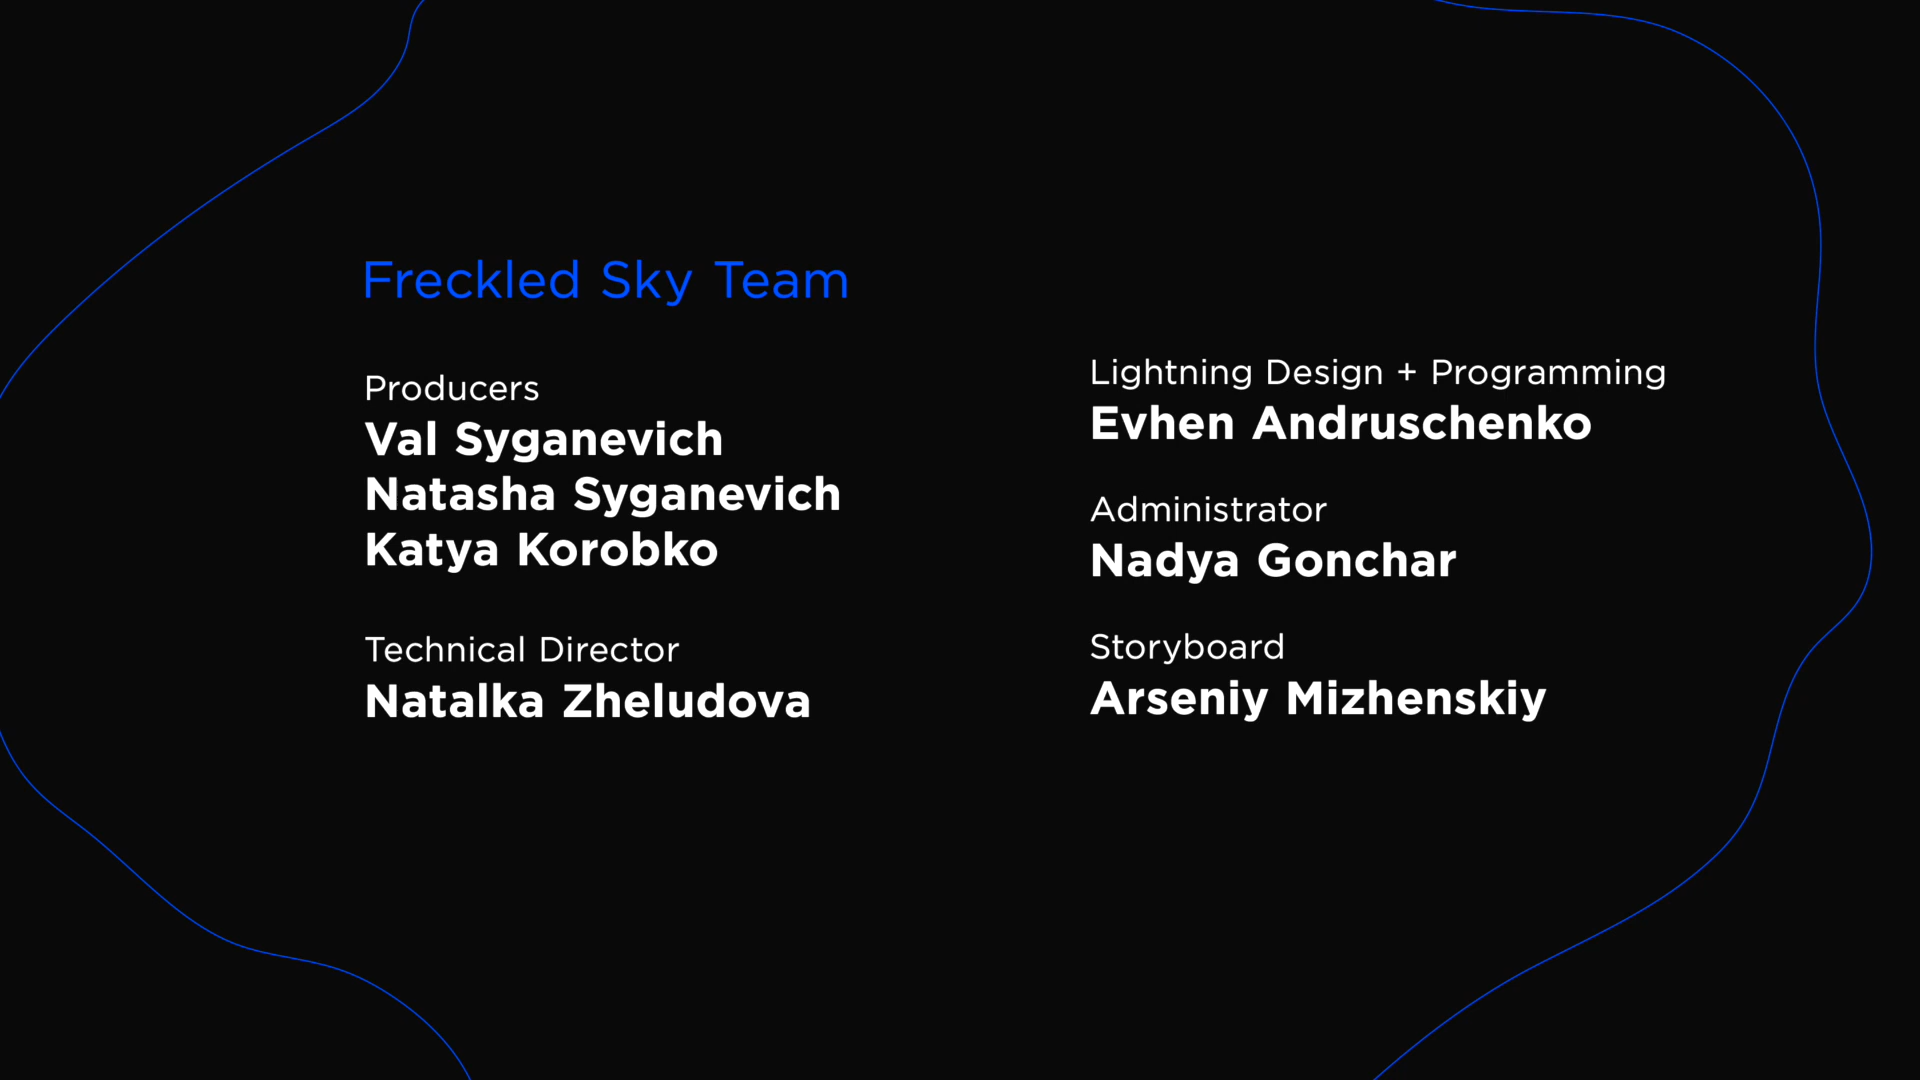 Freckled Sky Team
Producers
Val Syganevich
Natasha Syganevich
Katya Korobko
Technical Director
Natalka Zheludova
Lightning Design + Programming
Evhen Andruschenko
Administrator
Nadya Gonchar
Storyboard
Arseniy Mizhenskiy